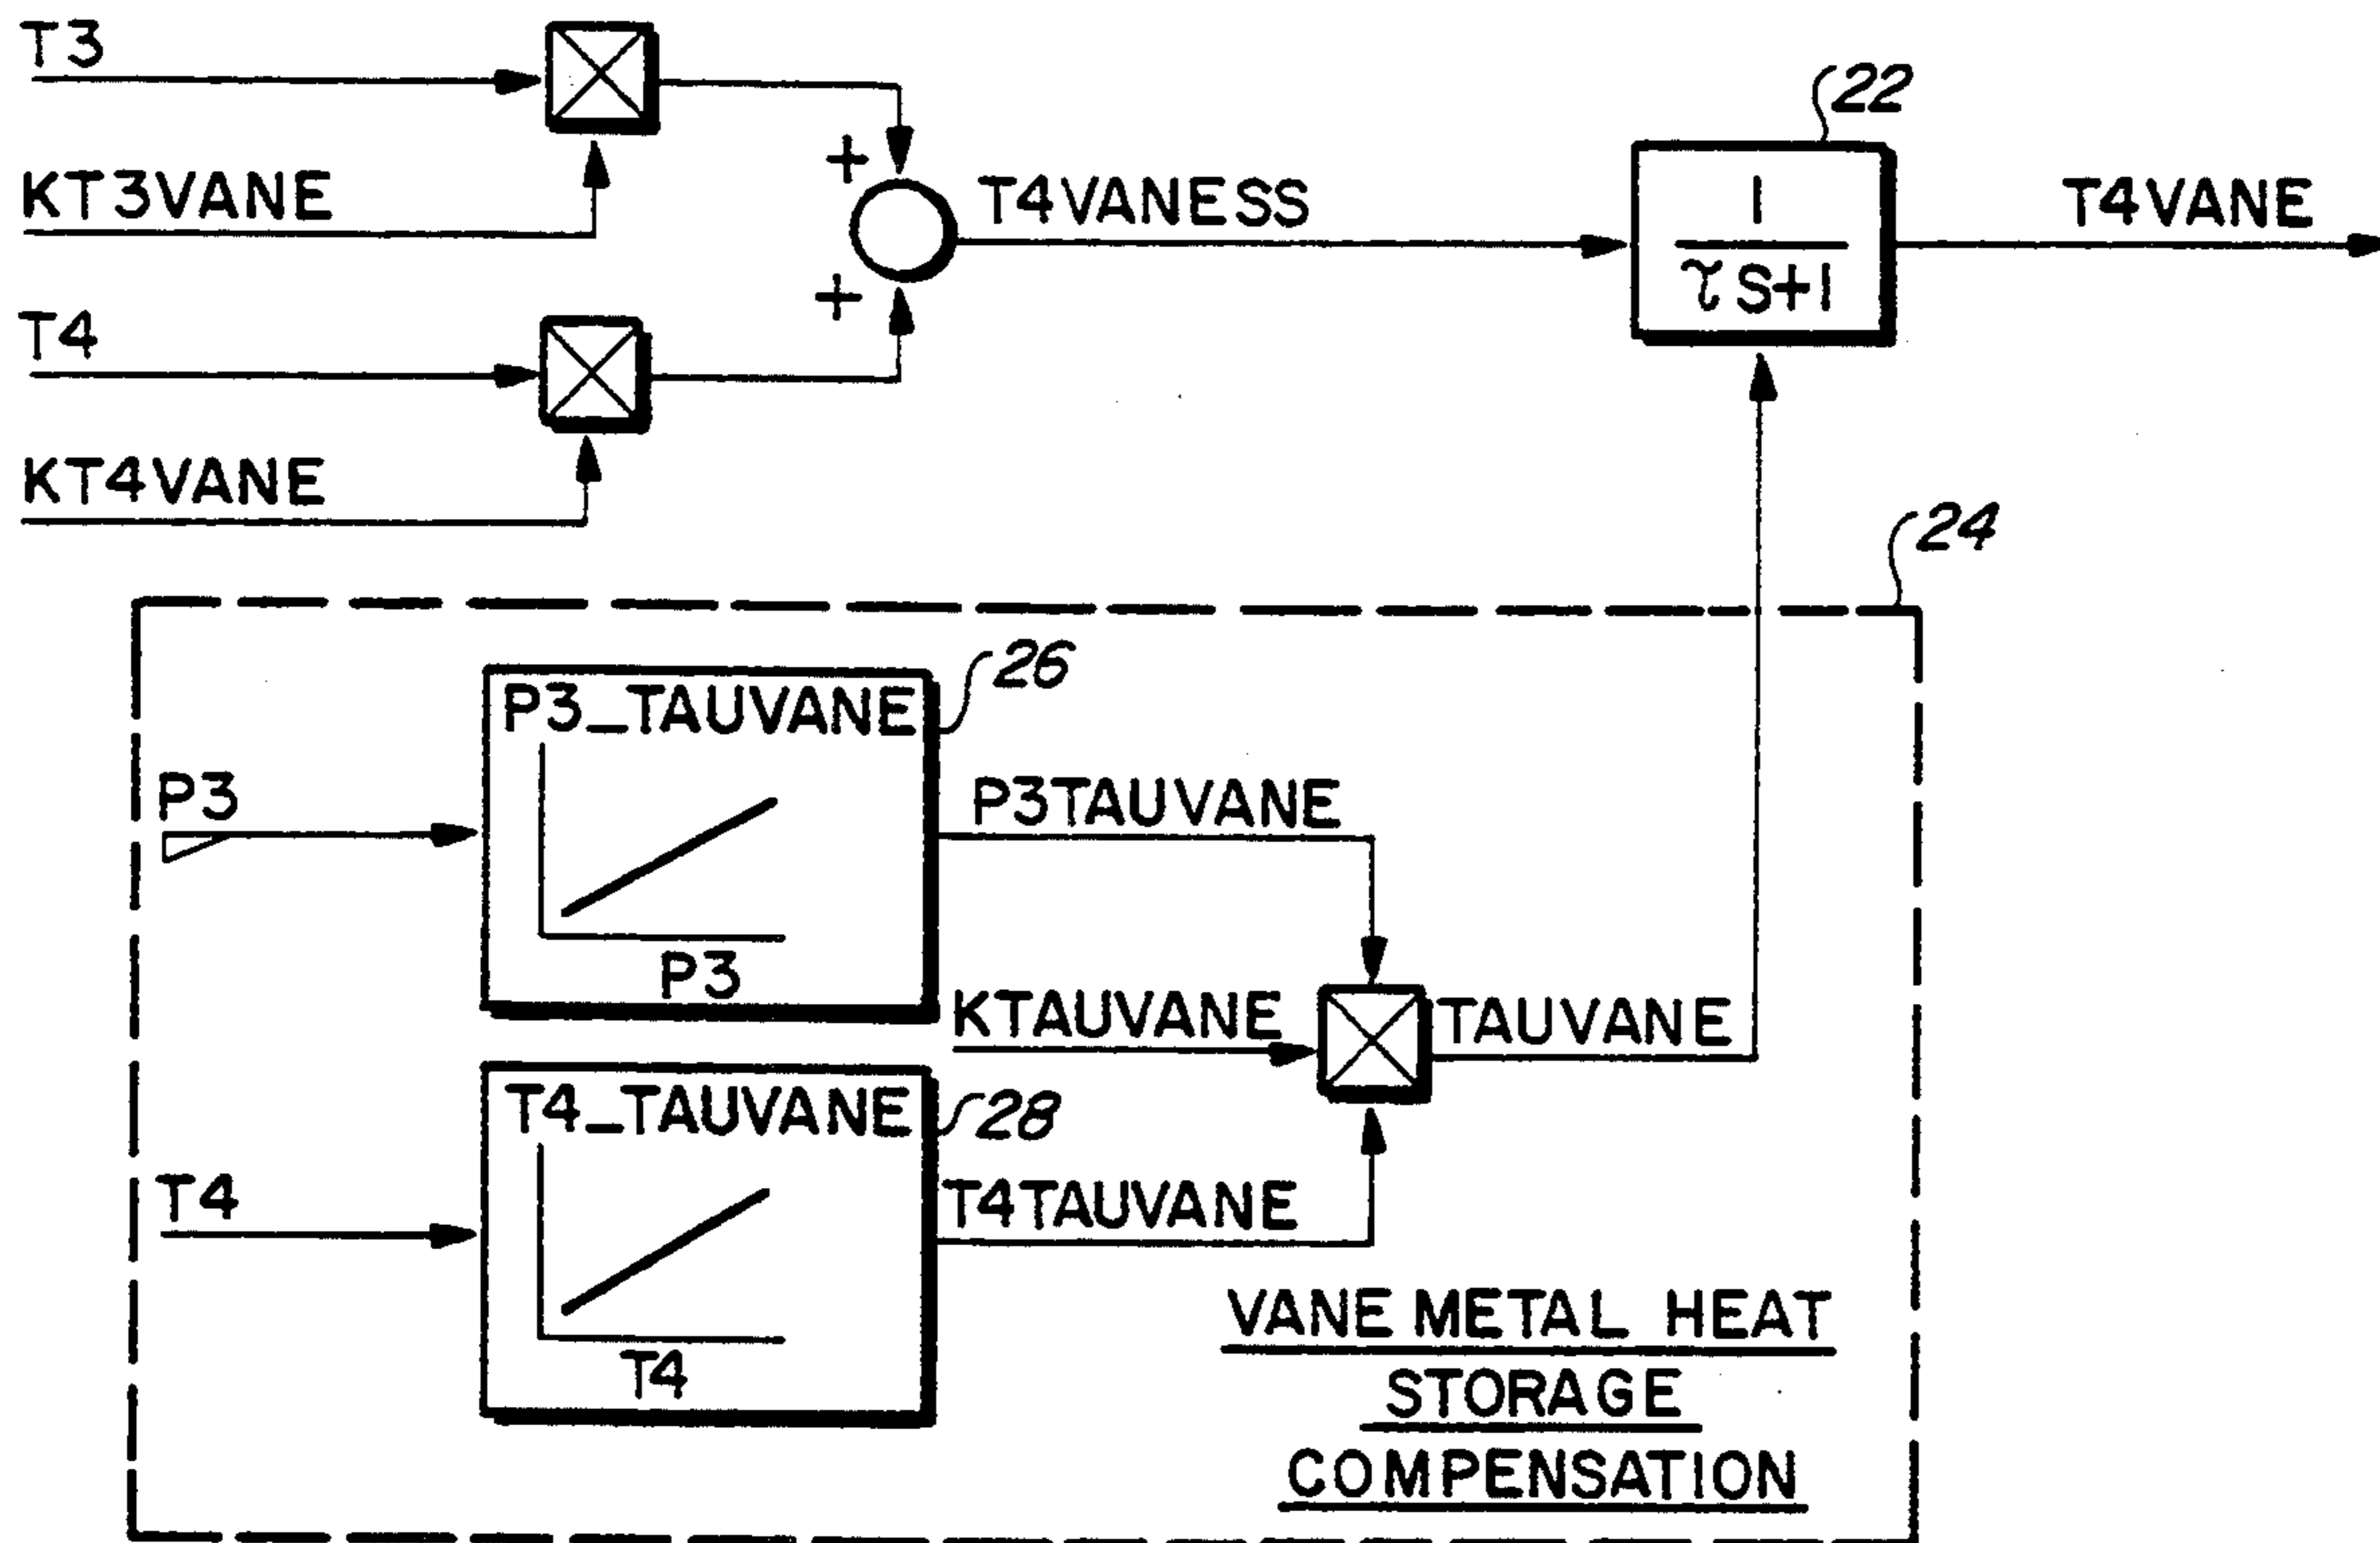 T3
KT3VANE
T4
KT4VANE
+
+
T4VANESS
22
1
τS+1
T4VANE
24
P3
P3_TAUVANE
P3
26
P3TAUVANE
KTAUVANE
TAUVANE
T4
T4_TAUVANE
T4
28
T4TAUVANE
VANE METAL HEAT
STORAGE
COMPENSATION